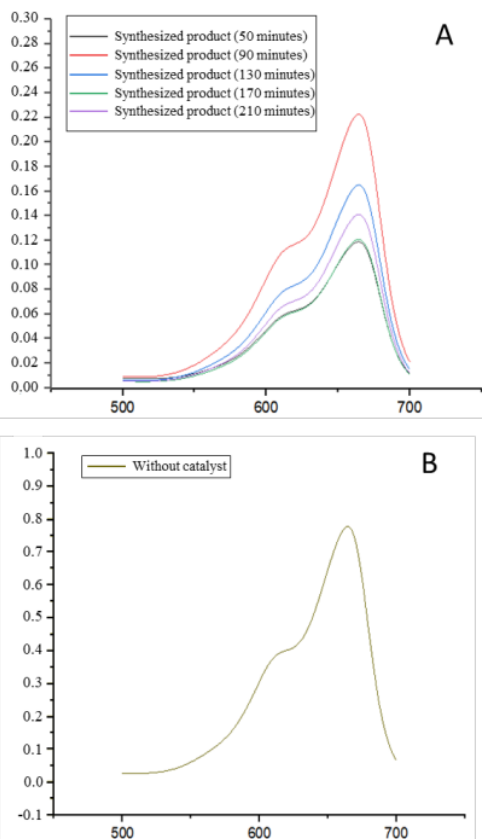 0.30
A
0.28
Synthesized product (50 minutes)
0.26
Synthesized product (90 minutes)
0.24
Synthesized product (130 minutes)
0.22
Synthesized product (170 minutes)
0.20
Synthesized product (210 minutes)
0.18
0.16
0.14
0.12
0.10
0.08
0.06
0.04
0.02
0.00
500 600 700
1.0
Without catalyst
B
0.9
0.8
0.7
0.6
0.5
0.4
0.3
0.2
0.1
0.0
-0.1
500 600 700